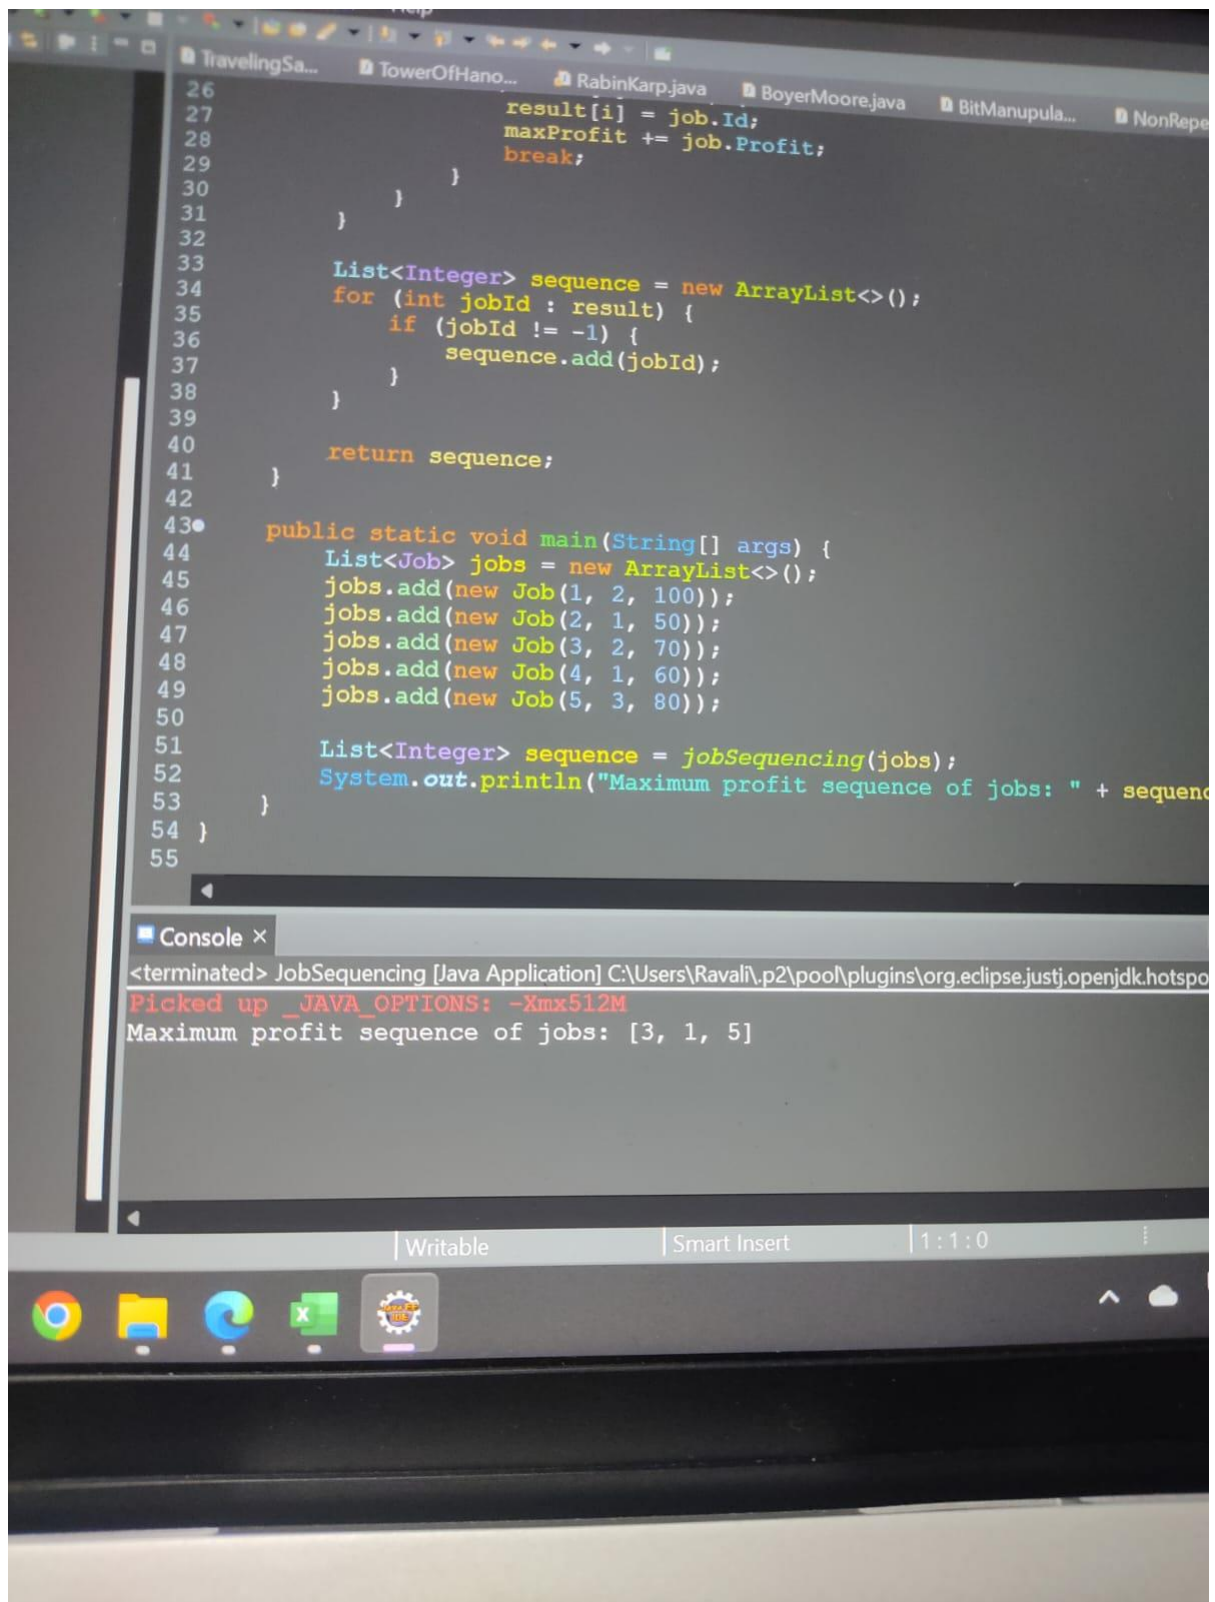 TravelingSa... TowerOfHano... RabinKarp.java BoyerMoore.java BitManupula... NonRepe
26
27 result[i] = job.Id;
28 maxProfit += job.Profit;
29 break;
30 }
31 }
32 }
33 List<Integer> sequence = new ArrayList<>();
34 for (int jobId : result) {
35 if (jobId != -1) {
36 sequence.add(jobId);
37 }
38 }
39
40 return sequence;
41 }
42
43 public static void main(String[] args) {
44 List<Job> jobs = new ArrayList<>();
45 jobs.add(new Job(1, 2, 100));
46 jobs.add(new Job(2, 1, 50));
47 jobs.add(new Job(3, 2, 70));
48 jobs.add(new Job(4, 1, 60));
49 jobs.add(new Job(5, 3, 80));
50
51 List<Integer> sequence = jobSequencing(jobs);
52 System.out.println("Maximum profit sequence of jobs: " + sequenc
53 }
54 }
55
Console ×
<terminated> JobSequencing [Java Application] C:\Users\Ravali\.p2\pool\plugins\org.eclipse.justj.openjdk.hotspo
Picked up _JAVA_OPTIONS: -Xmx512M
Maximum profit sequence of jobs: [3, 1, 5]
Writable Smart Insert 1 : 1 : 0